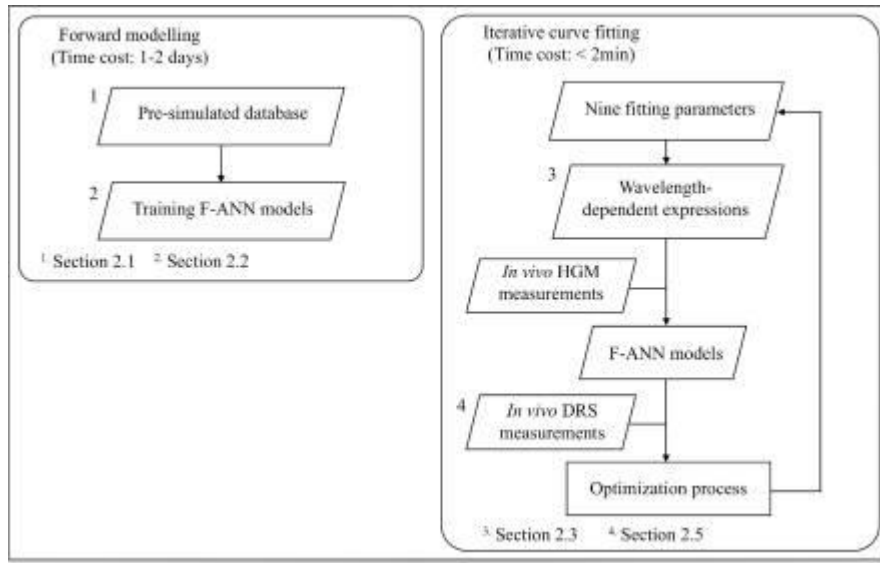 Forward modelling
(Time cost: 1-2 days)
1
Pre-simulated database
2
Training F-ANN models
1. Section 2.1 2. Section 2.2
Iterative curve fitting
(Time cost: < 2min)
Nine fitting parameters
3
Wavelength-
dependent expressions
In vivo HGM
measurements
F-ANN models
4
In vivo DRS
measurements
Optimization process
3. Section 2.3 4. Section 2.5